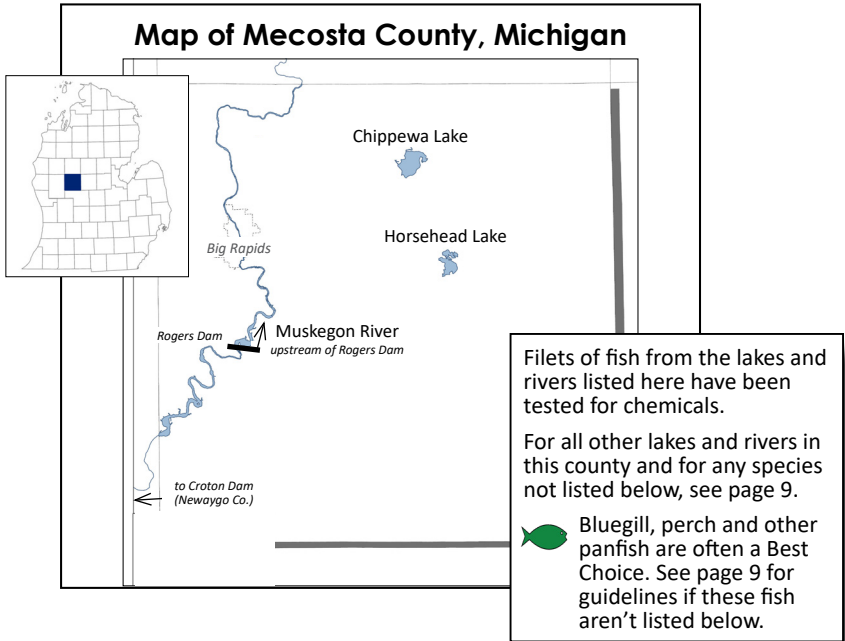 Map of Mecosta County, Michigan
Chippewa Lake
Horsehead Lake
Big Rapids
Rogers Dam
Muskegon River
upstream of Rogers Dam
to Croton Dam
(Newaygo Co.)
Filets of fish from the lakes and
rivers listed here have been
tested for chemicals.
For all other lakes and rivers in
this county and for any species
not listed below, see page 9.
Bluegill, perch and other
panfish are often a Best
Choice. See page 9 for
guidelines if these fish
aren't listed below.